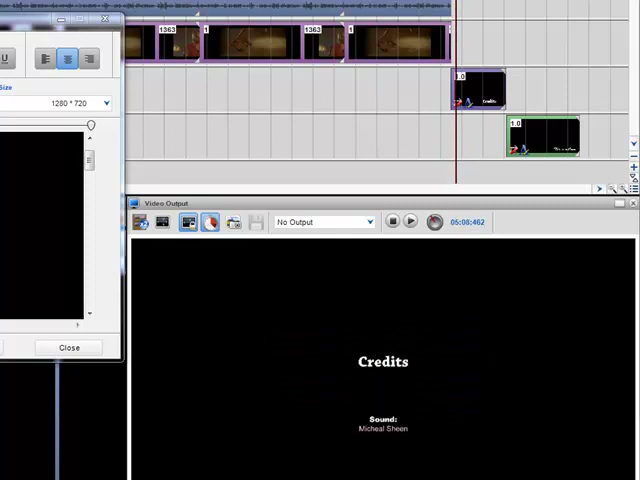 1363
1
1363
1
U
Size
1280 * 720
1.0
Credits
1.0
Video Output
No Output
05:08:462
Close
Credits
Sound:
Micheal Sheen